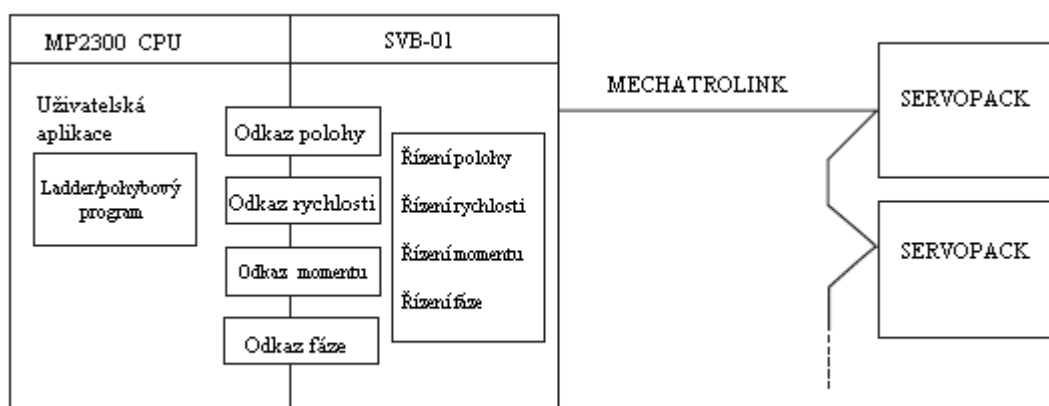 MP2300 CPU
SVB-01
Uživatelská
aplikace
Ladder/pohybový
program
Odkaz polohy
Odkaz rychlosti
Odkaz momentu
Odkaz fáze
Řízení polohy
Řízení rychlosti
Řízení momentu
Řízení fáze
MECHATROLINK
SERVOPACK
SERVOPACK